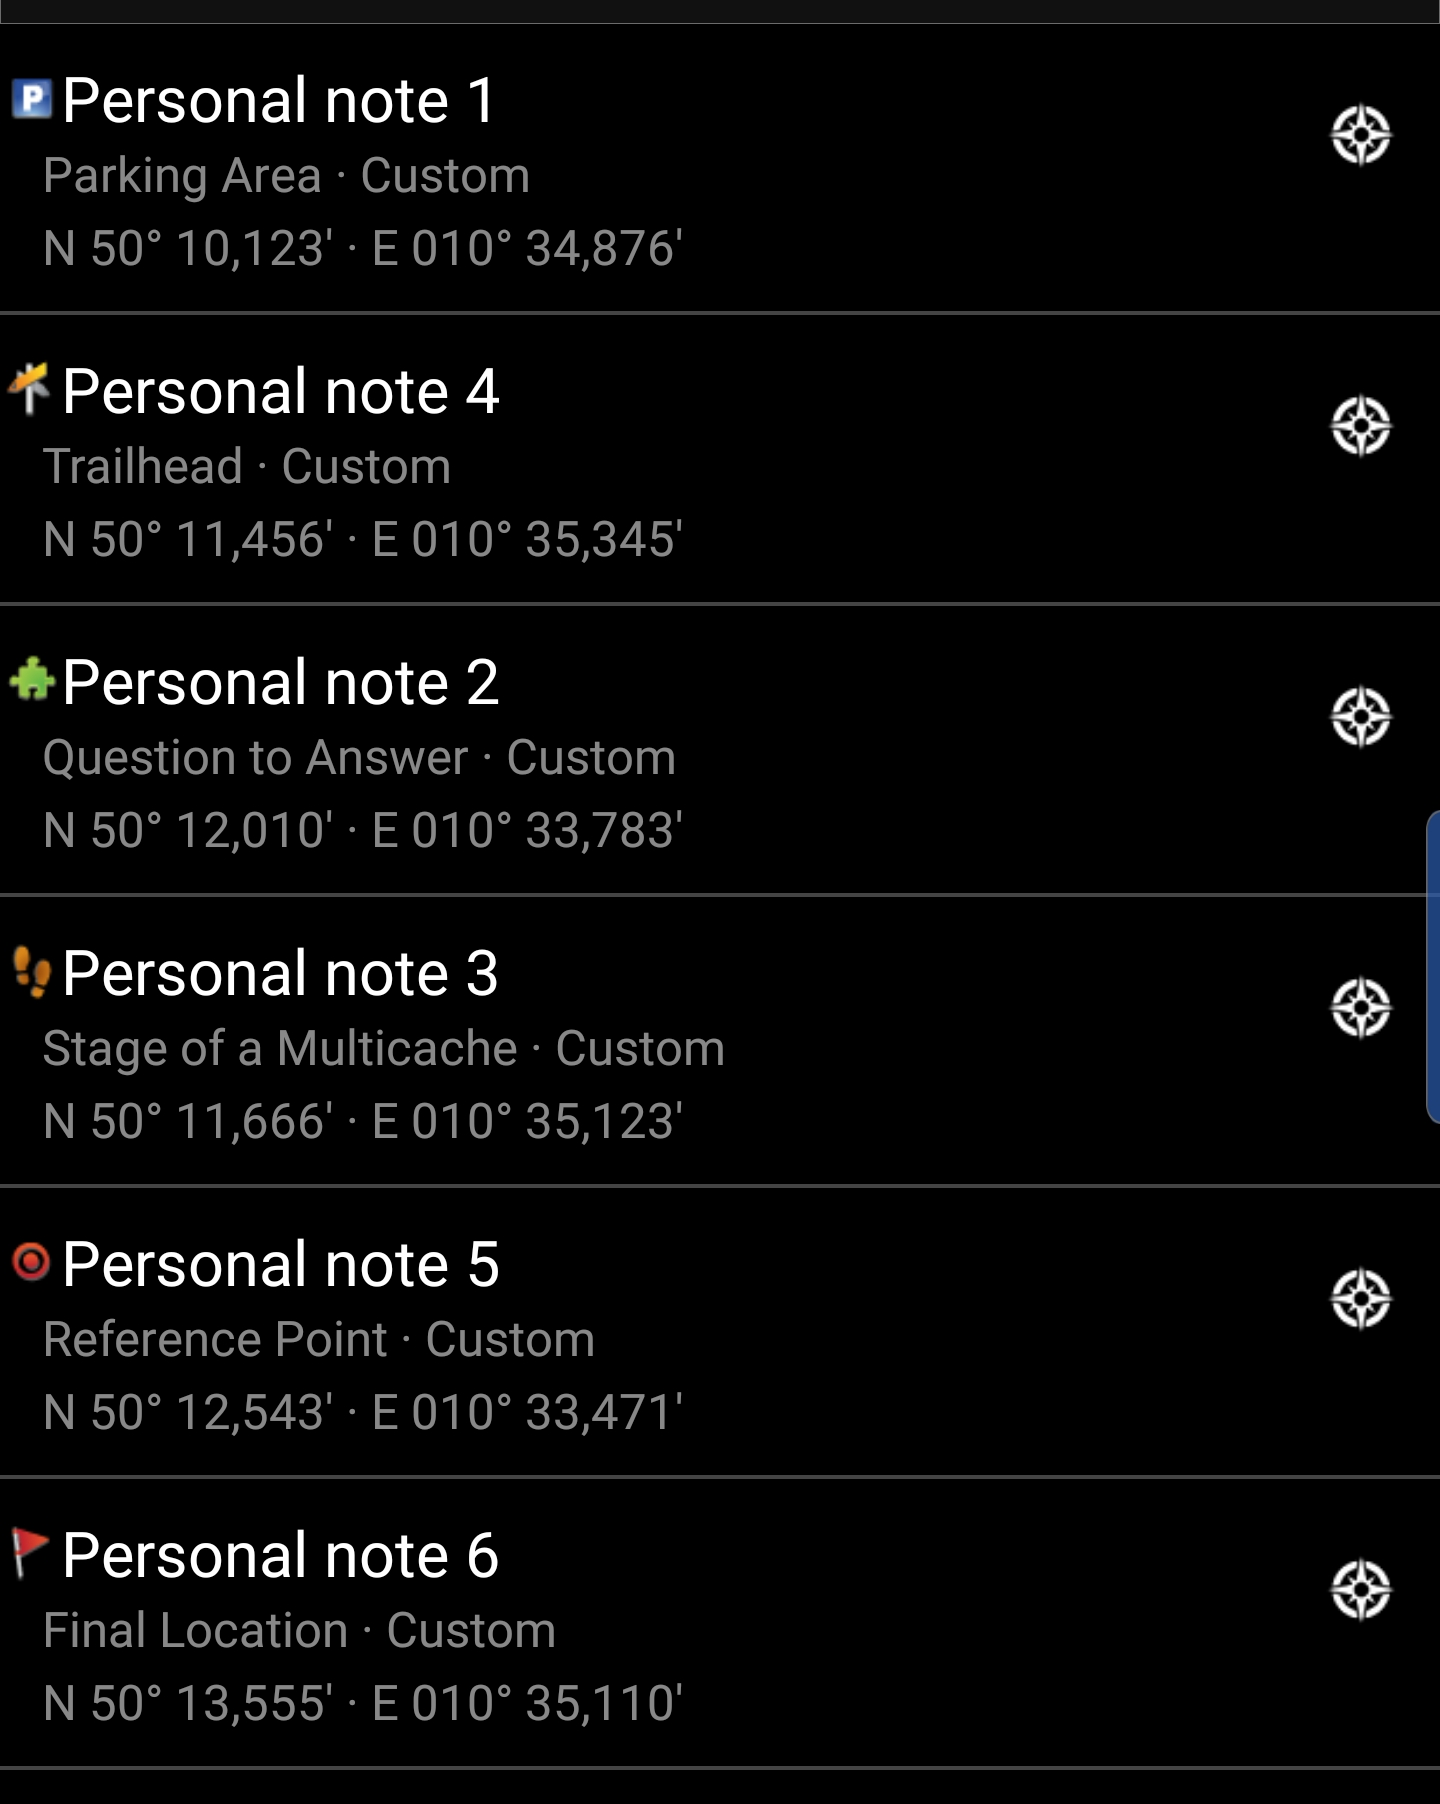 Personal note 1
Parking Area · Custom
N 50° 10,123' · E 010° 34,876'
Personal note 4
Trailhead · Custom
N 50° 11,456' · E 010° 35,345'
Personal note 2
Question to Answer · Custom
N 50° 12,010' · E 010° 33,783'
Personal note 3
Stage of a Multicache · Custom
N 50° 11,666' · E 010° 35,123'
Personal note 5
Reference Point · Custom
N 50° 12,543' · E 010° 33,471'
Personal note 6
Final Location · Custom
N 50° 13,555' · E 010° 35,110'